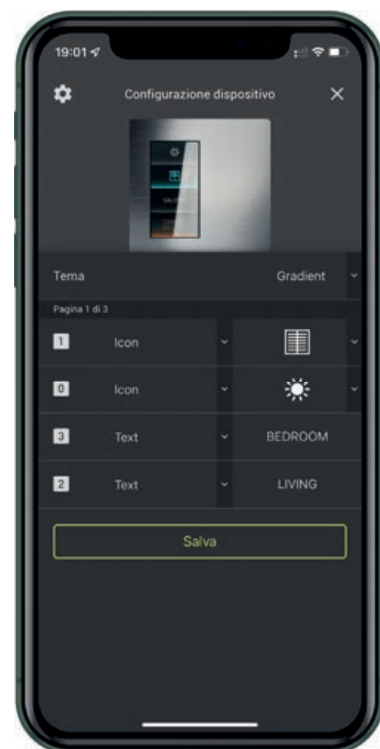 19:01
Configurazione dispositivo
Tema Gradient
Pagina 1 di 3
1 Icon
0 Icon
3 Text BEDROOM
2 Text LIVING
Salva